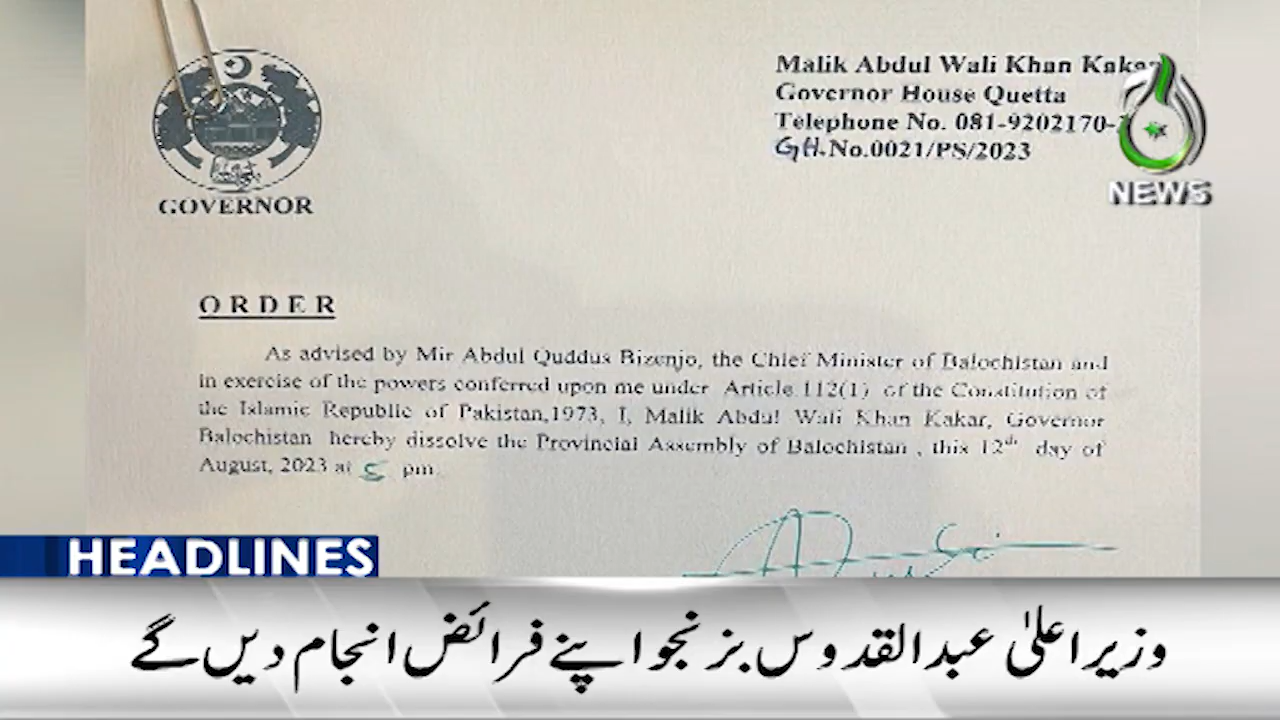 Malik Abdul Wali Khan Kakar
Governor House Quetta
Telephone No. 081-9202170-
GH.No.0021/PS/2023
NEWS
GOVERNOR
ORDER
As advised by Mir Abdul Quddus Bizenjo, the Chief Minister of Balochistan and
in exercise of the powers conferred upon me under Article 112(1) of the Constitution of
the Islamic Republic of Pakistan,1973, I, Malik Abdul Wali Khan Kakar, Governor
Balochistan hereby dissolve the Provincial Assembly of Balochistan , this 12th day of
August, 2023 at 5 pm.
HEADLINES
وزیراعلیٰ عبدالقدوس بزنجو اپنے فرائض انجام دیں گے